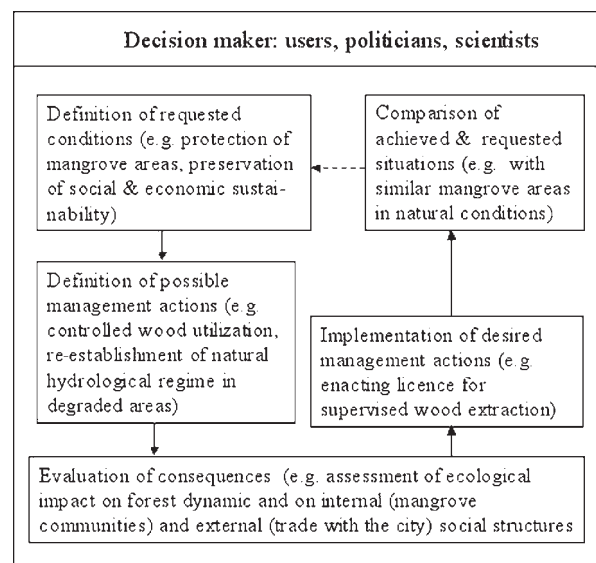 Decision maker: users, politicians, scientists
Definition of requested
conditions (e.g. protection of
mangrove areas, preservation
of social & economic sustai-
nability)
Comparison of
achieved & requested
situations (e.g. with
similar mangrove areas
in natural conditions)
Definition of possible
management actions (e.g.
controlled wood utilization,
re-establishment of natural
hydrological regime in
degraded areas)
Implementation of desired
management actions (e.g.
enacting licence for
supervised wood extraction)
Evaluation of consequences (e.g. assessment of ecological
impact on forest dynamic and on internal (mangrove
communities) and external (trade with the city) social structures